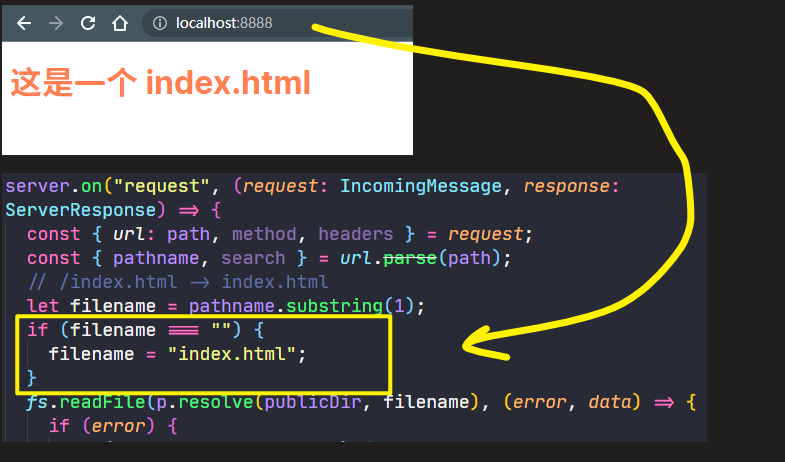 localhost:8888
这是一个 index.html
server.on("request", (request: IncomingMessage, response:
ServerResponse) => {
const { url: path, method, headers } = request;
const { pathname, search } = url.parse(path);
// /index.html -> index.html
let filename = pathname.substring(1);
if (filename === "") {
filename = "index.html";
}
fs.readFile(p.resolve(publicDir, filename), (error, data) => {
if (error) {